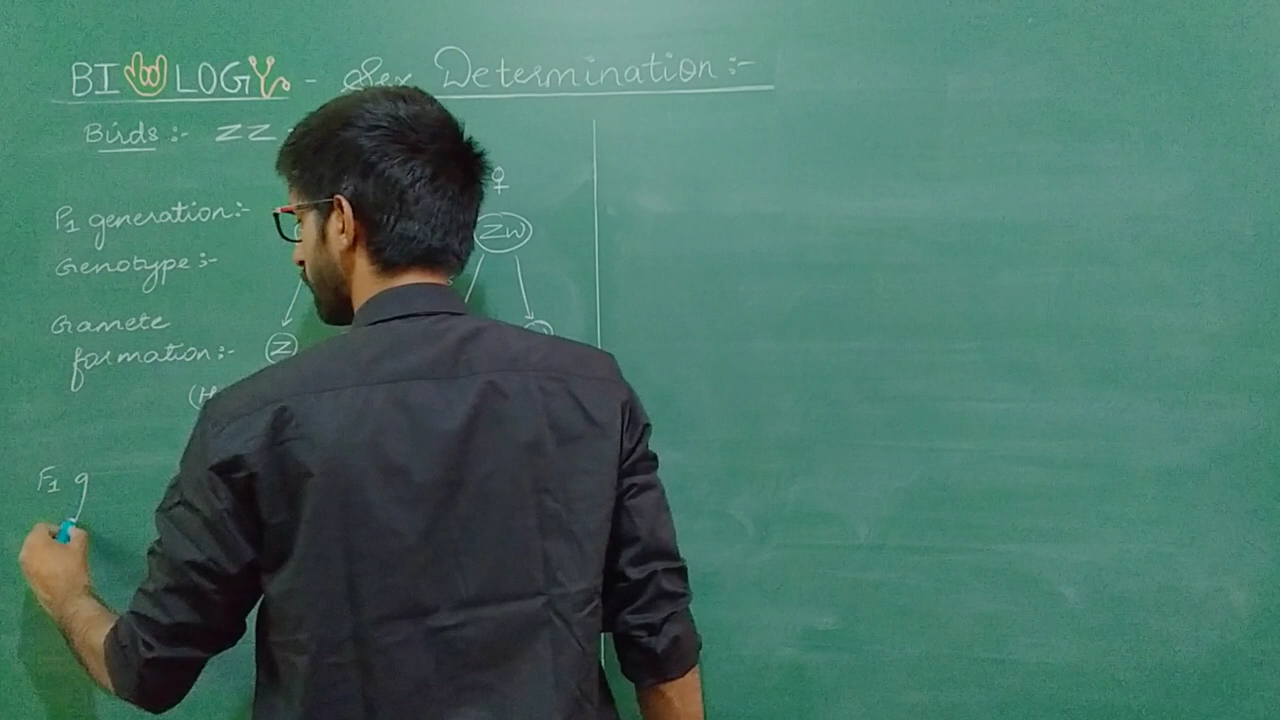 BIOLOGY - Sex Determination :-
Birds :- ZZ
♀
P1 generation :-
ZW
Genotype :-
Gamete
formation :-
Z
(H
F1 g